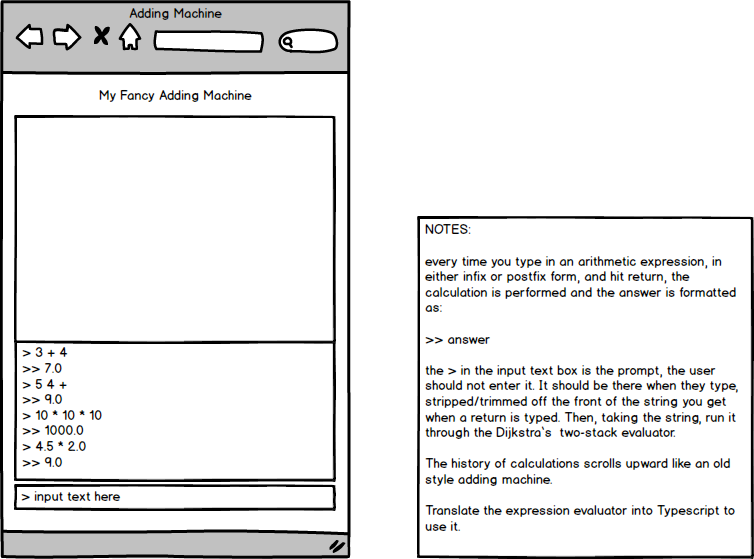 Adding Machine
My Fancy Adding Machine
> 3 + 4
>> 7.0
> 5 4 +
>> 9.0
> 10 * 10 * 10
>> 1000.0
> 4.5 * 2.0
>> 9.0
> input text here
NOTES:
every time you type in an arithmetic expression, in
either infix or postfix form, and hit return, the
calculation is performed and the answer is formatted
as:
>> answer
the > in the input text box is the prompt, the user
should not enter it. It should be there when they type,
stripped/trimmed off the front of the string you get
when a return is typed. Then, taking the string, run it
through the Dijkstra`s two-stack evaluator.
The history of calculations scrolls upward like an old
style adding machine.
Translate the expression evaluator into Typescript to
use it.